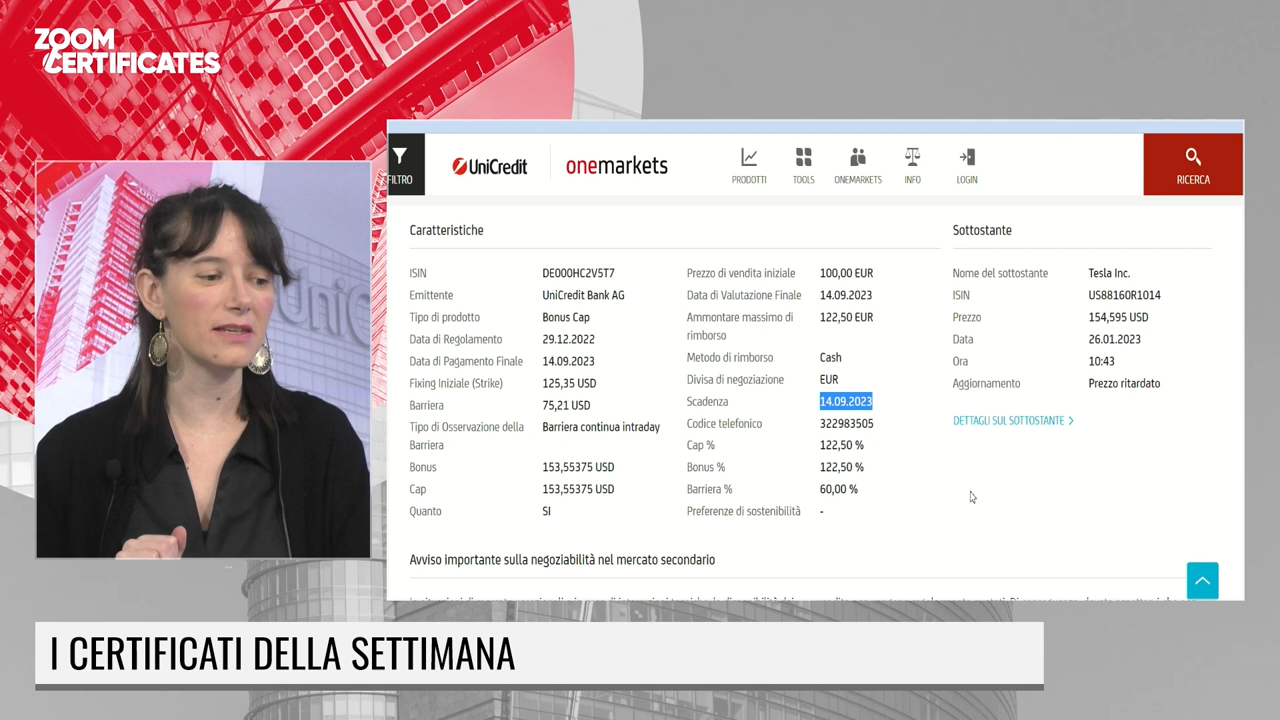 ZOOM
CERTIFICATES
FILTRO
UniCredit
onemarkets
PRODOTTI
TOOLS
ONEMARKETS
INFO
LOGIN
RICERCA
Caratteristiche
ISIN DE000HC2V5T7
Emittente UniCredit Bank AG
Tipo di prodotto Bonus Cap
Data di Regolamento 29.12.2022
Data di Pagamento Finale 14.09.2023
Fixing Iniziale (Strike) 125,35 USD
Barriera 75,21 USD
Tipo di Osservazione della Barriera continua intraday
Barriera
Bonus 153,55375 USD
Cap 153,55375 USD
Quanto SI
Prezzo di vendita iniziale 100,00 EUR
Data di Valutazione Finale 14.09.2023
Ammontare massimo di 122,50 EUR
rimborso
Metodo di rimborso Cash
Divisa di negoziazione EUR
Scadenza 14.09.2023
Codice telefonico 322983505
Cap % 122,50 %
Bonus % 122,50 %
Barriera % 60,00 %
Preferenze di sostenibilità -
Sottostante
Nome del sottostante Tesla Inc.
ISIN US88160R1014
Prezzo 154,595 USD
Data 26.01.2023
Ora 10:43
Aggiornamento Prezzo ritardato
DETTAGLI SUL SOTTOSTANTE >
Avviso importante sulla negoziabilità nel mercato secondario
I CERTIFICATI DELLA SETTIMANA